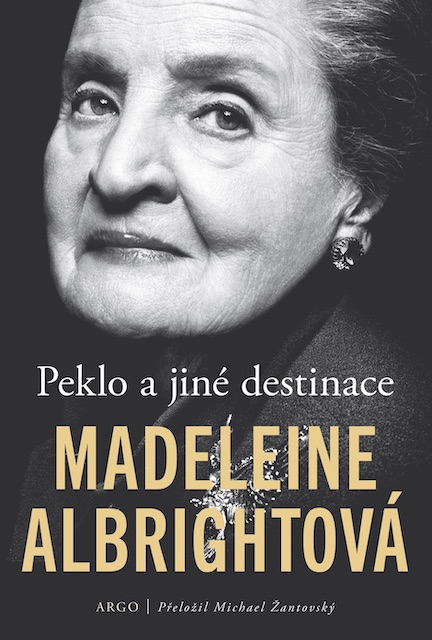 Peklo a jiné destinace
MADELEINE
ALBRIGHTOVÁ
ARGO | Přeložil Michael Žantovský